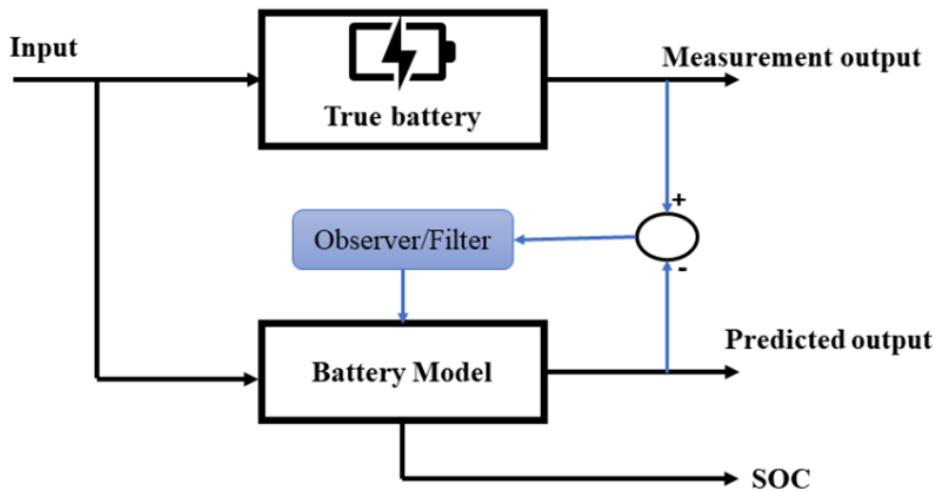 Input
Measurement output
True battery
+
Observer/Filter
-
Predicted output
Battery Model
SOC